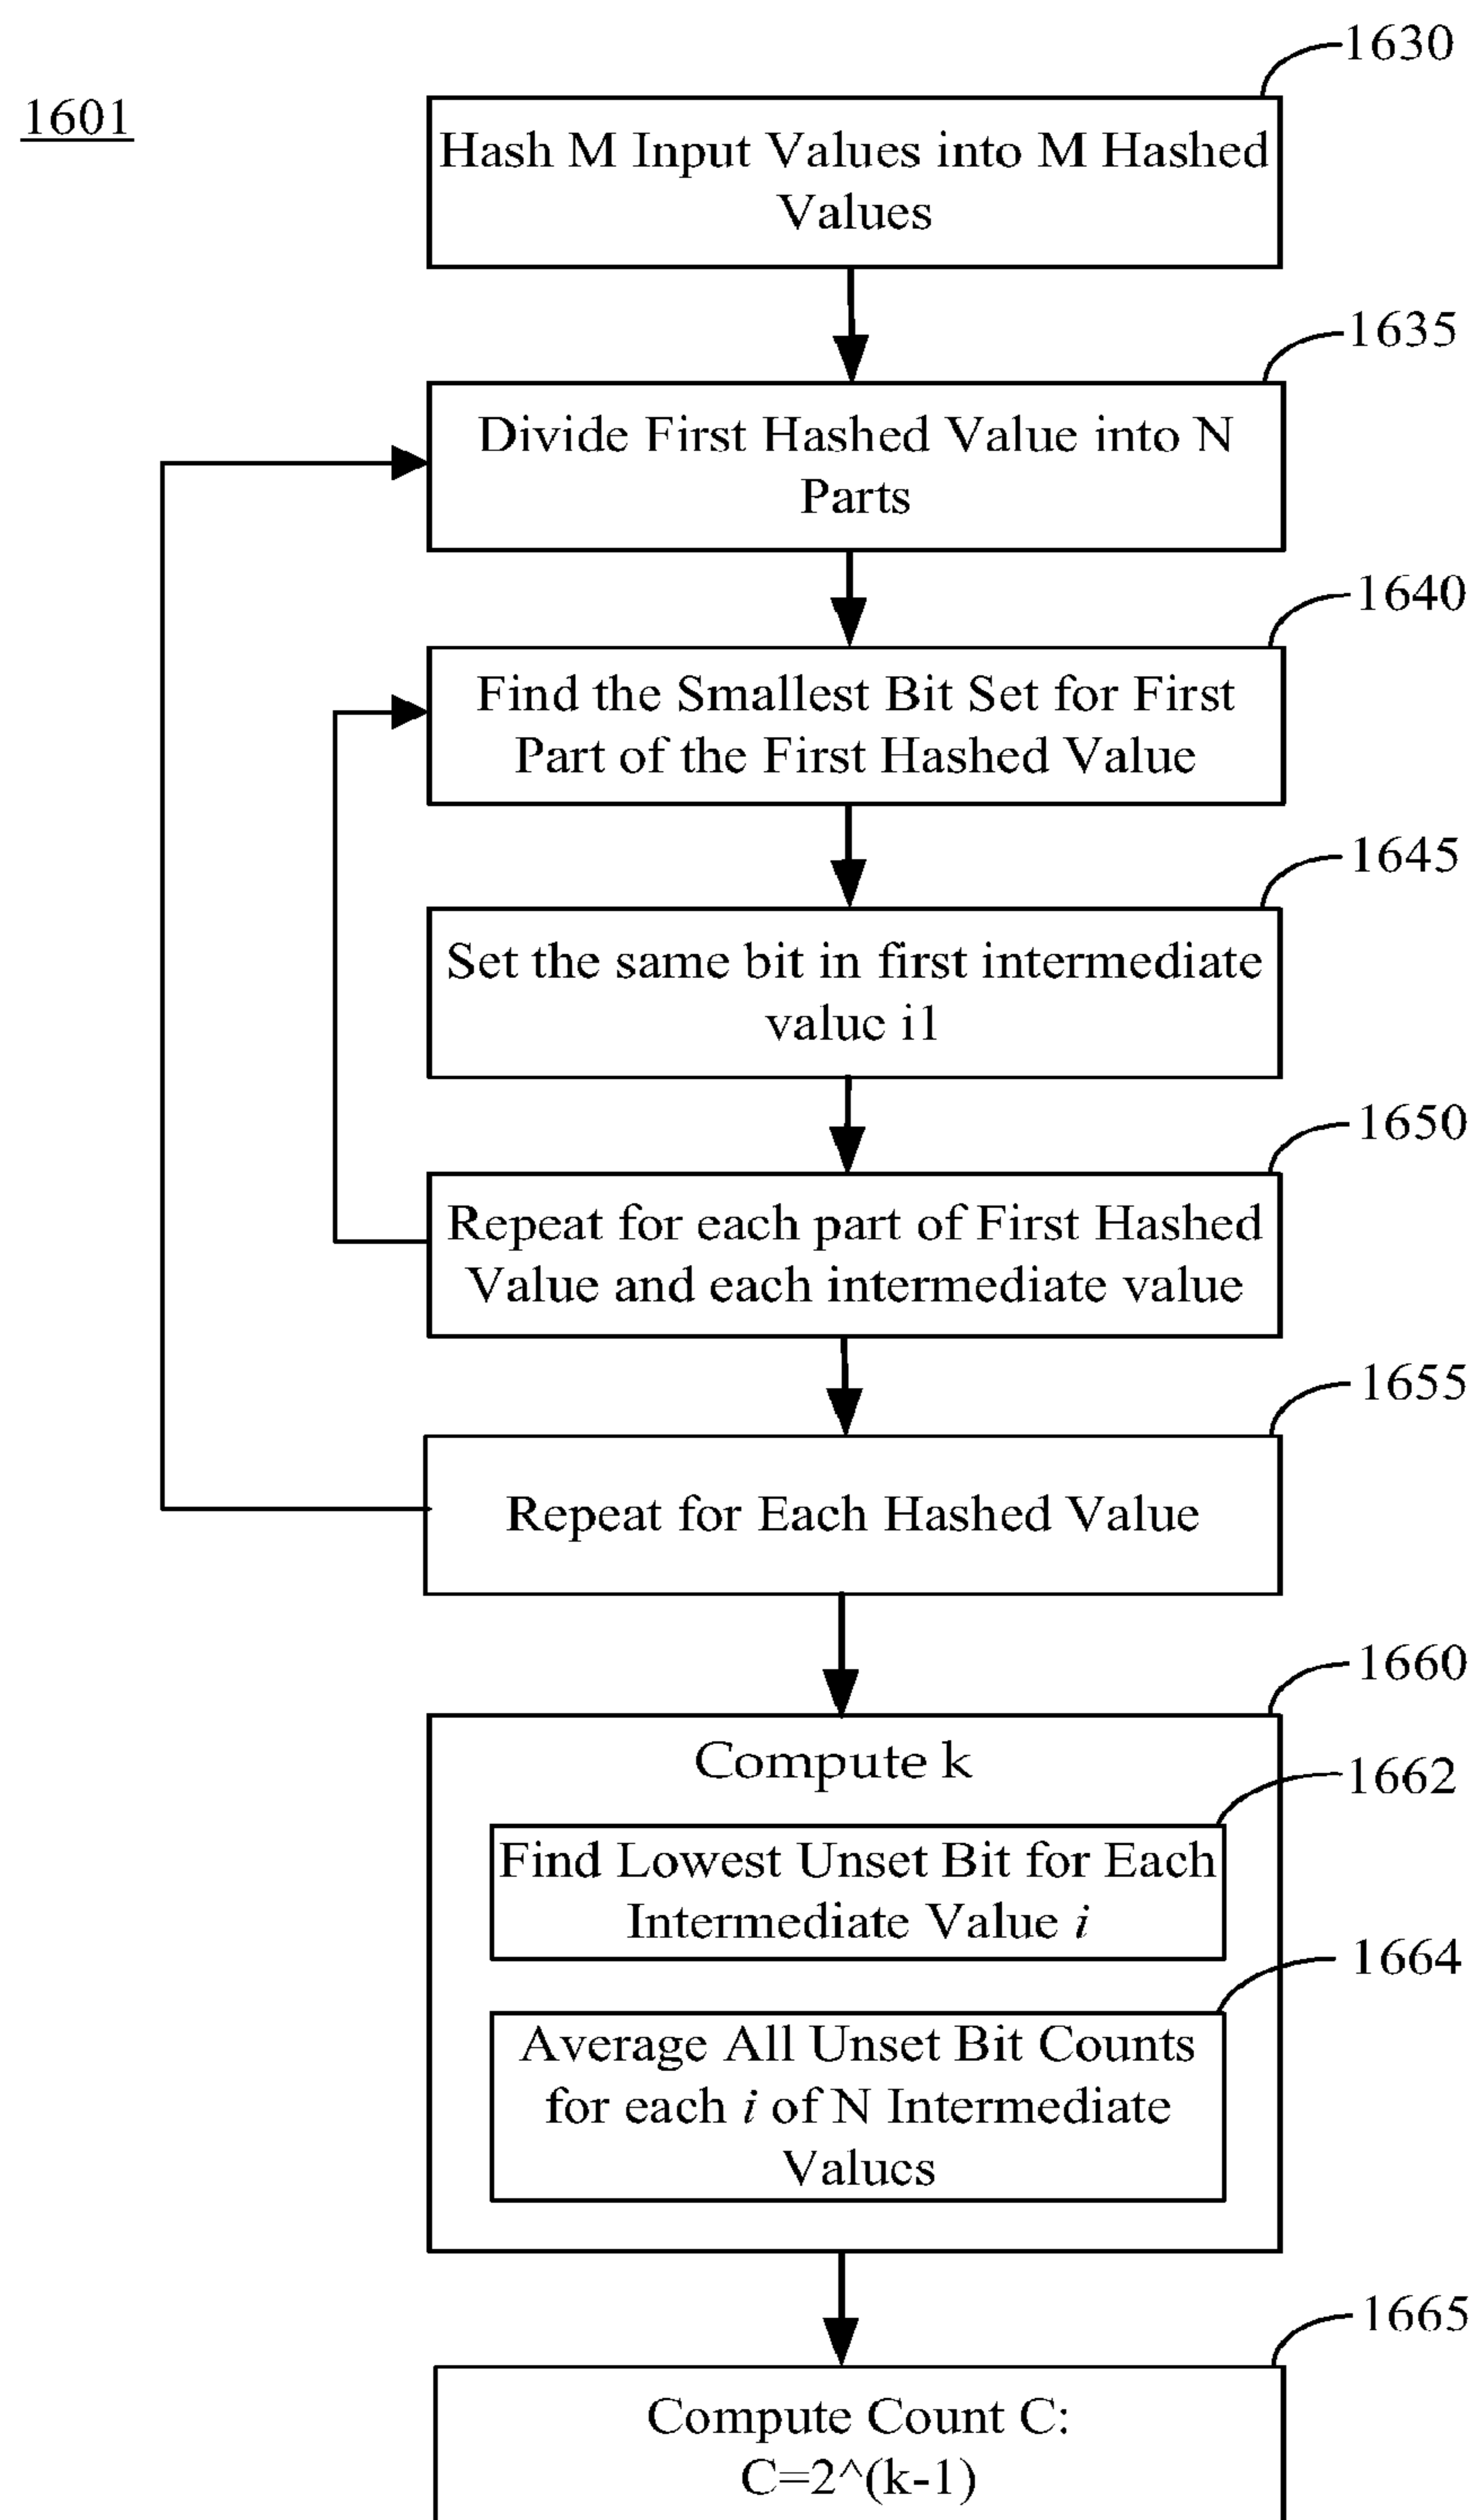 1630
1601
Hash M Input Values into M Hashed
Values
1635
Divide First Hashed Value into N
Parts
1640
Find the Smallest Bit Set for First
Part of the First Hashed Value
1645
Set the same bit in first intermediate
value i1
1650
Repeat for each part of First Hashed
Value and each intermediate value
1655
Repeat for Each Hashed Value
1660
Compute k
1662
Find Lowest Unset Bit for Each
Intermediate Value i
1664
Average All Unset Bit Counts
for each i of N Intermediate
Values
1665
Compute Count C:
C=2^(k-1)